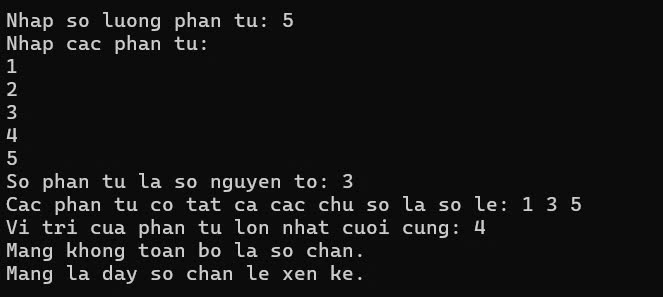 Nhap so luong phan tu: 5
Nhap cac phan tu:
1
2
3
4
5
So phan tu la so nguyen to: 3
Cac phan tu co tat ca cac chu so la so le: 1 3 5
Vi tri cua phan tu lon nhat cuoi cung: 4
Mang khong toan bo la so chan.
Mang la day so chan le xen ke.